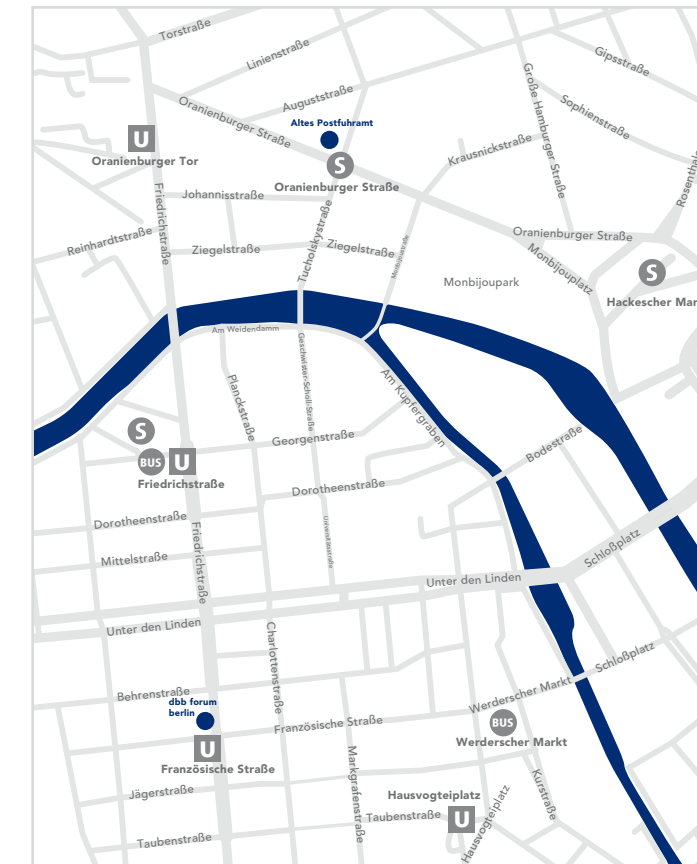 Torstraße
Linienstraße
Gipsstraße
Auguststraße
Große Hamburger Straße
Sophienstraße
Oranienburger Straße
Altes Postfuhramt
U
Oranienburger Tor
S
Oranienburger Straße
Krausnickstraße
Rosenthale
Johannisstraße
Friedrichstraße
Tucholskystraße
Reinhardtstraße
Ziegelstraße
Ziegelstraße
Monbijoustraße
Oranienburger Straße
Monbijouplatz
Monbijoupark
S
Hackescher Mar
Am Weidendamm
Geschwister-Scholl-Straße
Planckstraße
Am Kupfergraben
S
BUS
U
Friedrichstraße
Georgenstraße
Bodestraße
Dorotheenstraße
Dorotheenstraße
Universitätsstraße
Friedrichstraße
Mittelstraße
Schloßplatz
Unter den Linden
Unter den Linden
Charlottenstraße
Schloßplatz
Behrenstraße
dbb forum
berlin
Werderscher Markt
BUS
Werderscher Markt
Französische Straße
U
Französische Straße
Markgrafenstraße
Jägerstraße
Hausvogteiplatz
U
Kurstraße
Taubenstraße
Hausvogteiplatz
Taubenstraße